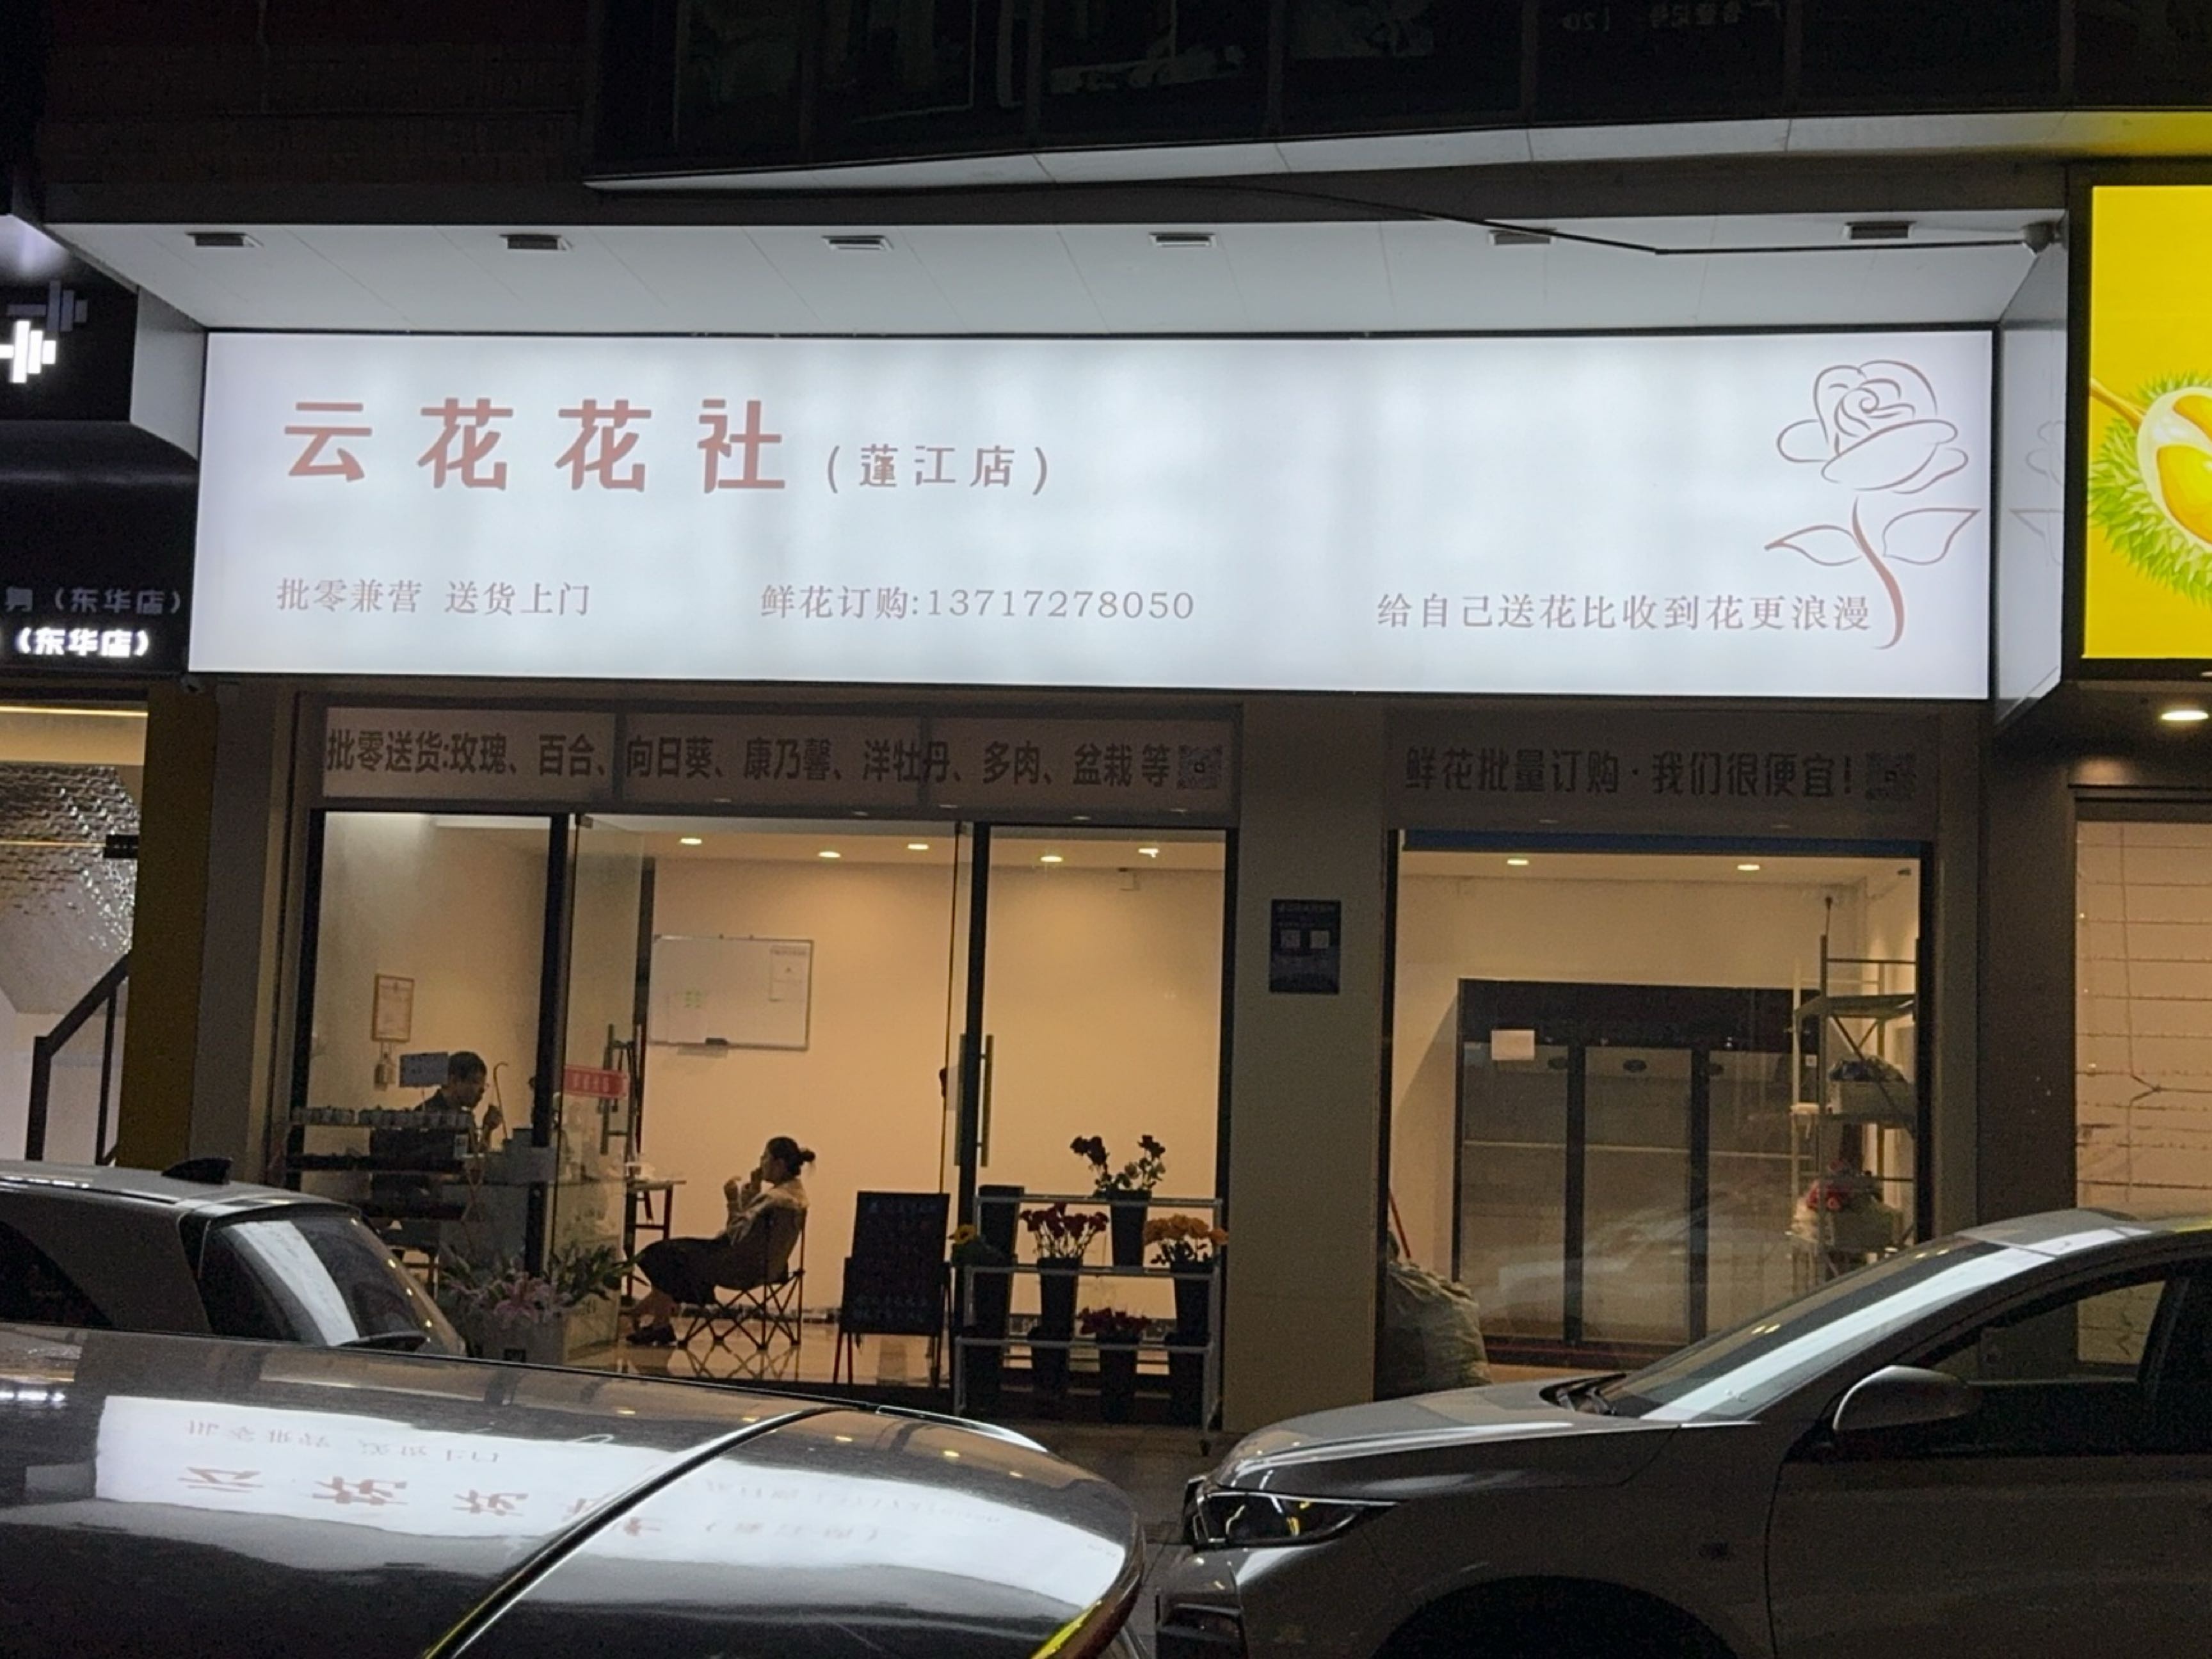 云花花社(蓬江店)
批零兼营 送货上门
鲜花订购:13717278050
给自己送花比收到花更浪漫
(东华店)
(东华店)
批零送货:玫瑰、百合、向日葵、康乃馨、洋牡丹、多肉、盆栽 等
鲜花批量订购·我们很便宜!